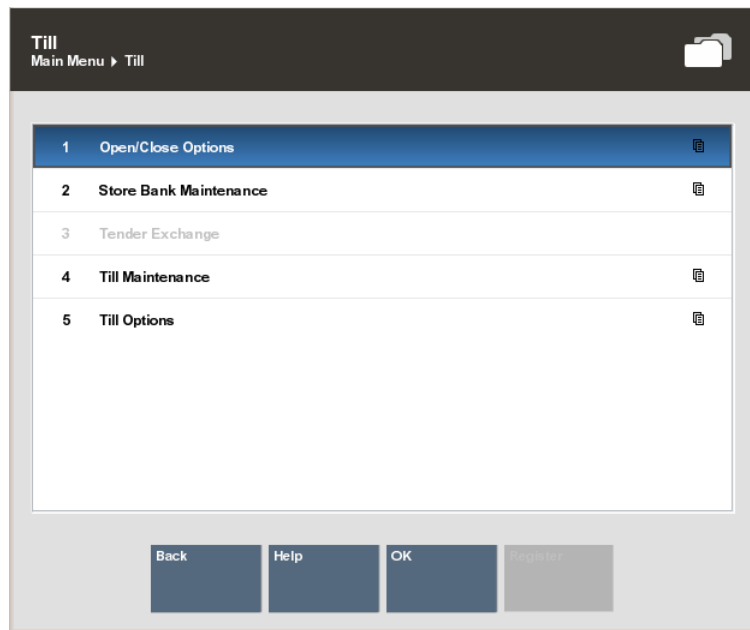 Till
Main Menu ▸ Till
1 Open/Close Options
2 Store Bank Maintenance
3 Tender Exchange
4 Till Maintenance
5 Till Options
Back Help OK Register